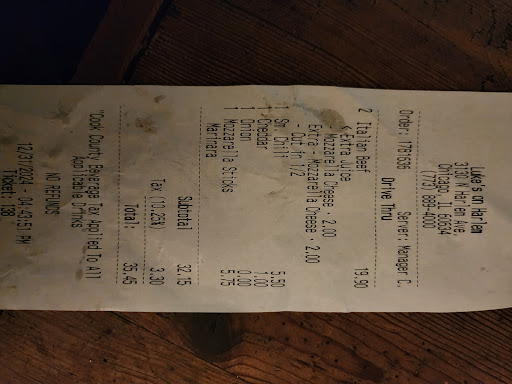 Luke's on Harlem
3130 N Harlem Ave,
Chicago, IL 60634
(773) 889-4000
Order: 1781636 Server: Manager C.
Drive Thru
2 Italian Beef 19.90
Extra Juice
Mozzarella Cheese · 2.00
Extra - Mozzarella Cheese · 2.00
- Cut in 1/2
1 Sm. Chili 5.50
Cheddar 1.00
1 Onion 0.00
1 Mozzarella Sticks 5.75
Marinara
Subtotal 32.15
Tax (10.25%) 3.30
Total: 35.45
"Cook County Beverage Tax Applied To All
Applicable Drinks
NO REFUNDS
12/31/2024 - 04:43:51 PM
Ticket: 138